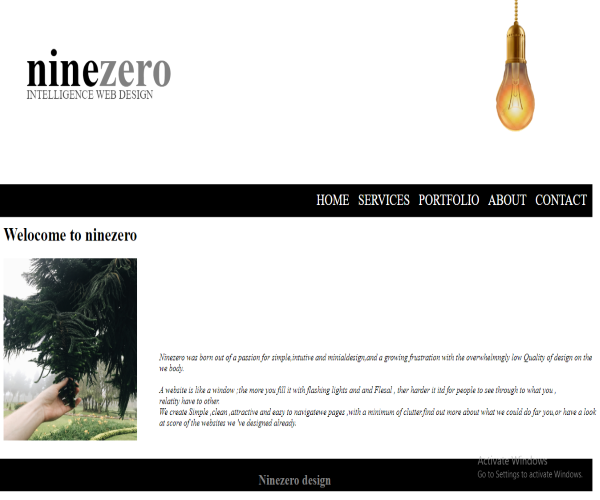 ninezero
INTELLIGENCE WEB DESIGN
HOME SERVICES PORTFOLIO ABOUT CONTACT
Welocome to ninezero
Ninezero was born out of a passion for simple,intutive and minialdesign,and a growing frustration with the overwhelmngly low Quality of design on the
we body.
A website is like a window ;the more you fill it with flashing lights and and Flesal , ther harder it itd for people to see through to what you ,
relatity have to other.
We create Simple ,clean ,attractive and eazy to navigatewe pages ,with a minimum of clutter,find out more about what we could do far you,or have a look
at score of the websites we 've designed already.
Activate Windows
Go to Settings to activate Windows.
Ninezero design